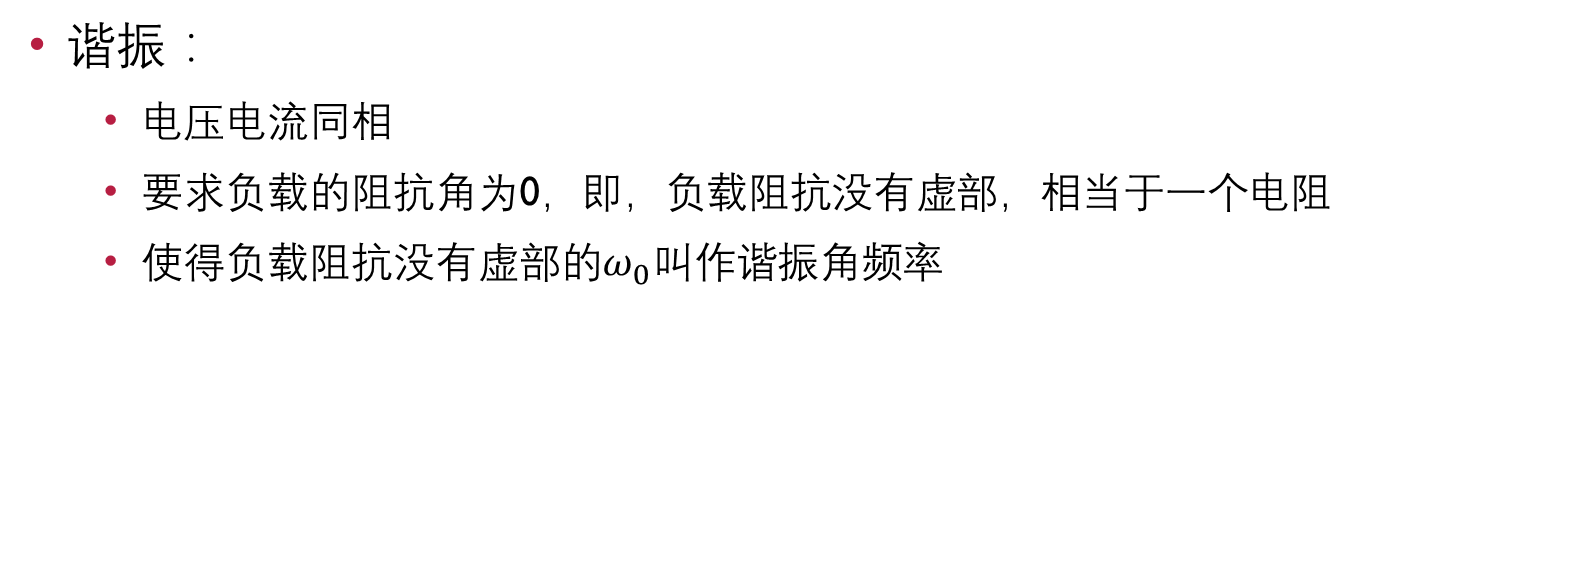 • 谐振：
• 电压电流同相
• 要求负载的阻抗角为0，即，负载阻抗没有虚部，相当于一个电阻
• 使得负载阻抗没有虚部的ω₀叫作谐振角频率